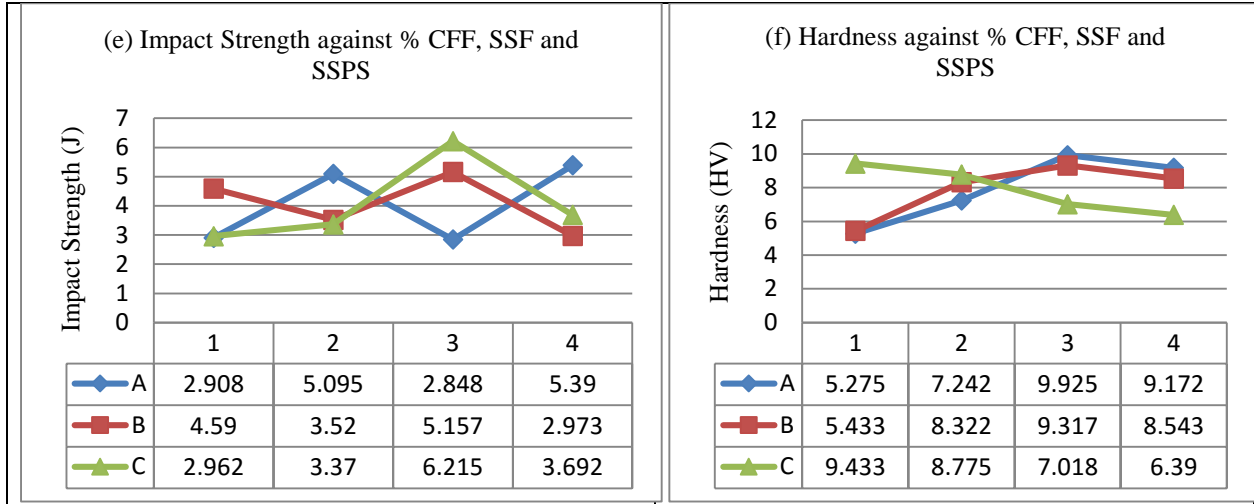 (e) Impact Strength against % CFF, SSF and
SSPS
Impact Strength (J)
7
6
5
4
3
2
1
0
1 2 3 4
A 2.908 5.095 2.848 5.39
B 4.59 3.52 5.157 2.973
C 2.962 3.37 6.215 3.692
(f) Hardness against % CFF, SSF and
SSPS
Hardness (HV)
12
10
8
6
4
2
0
1 2 3 4
A 5.275 7.242 9.925 9.172
B 5.433 8.322 9.317 8.543
C 9.433 8.775 7.018 6.39